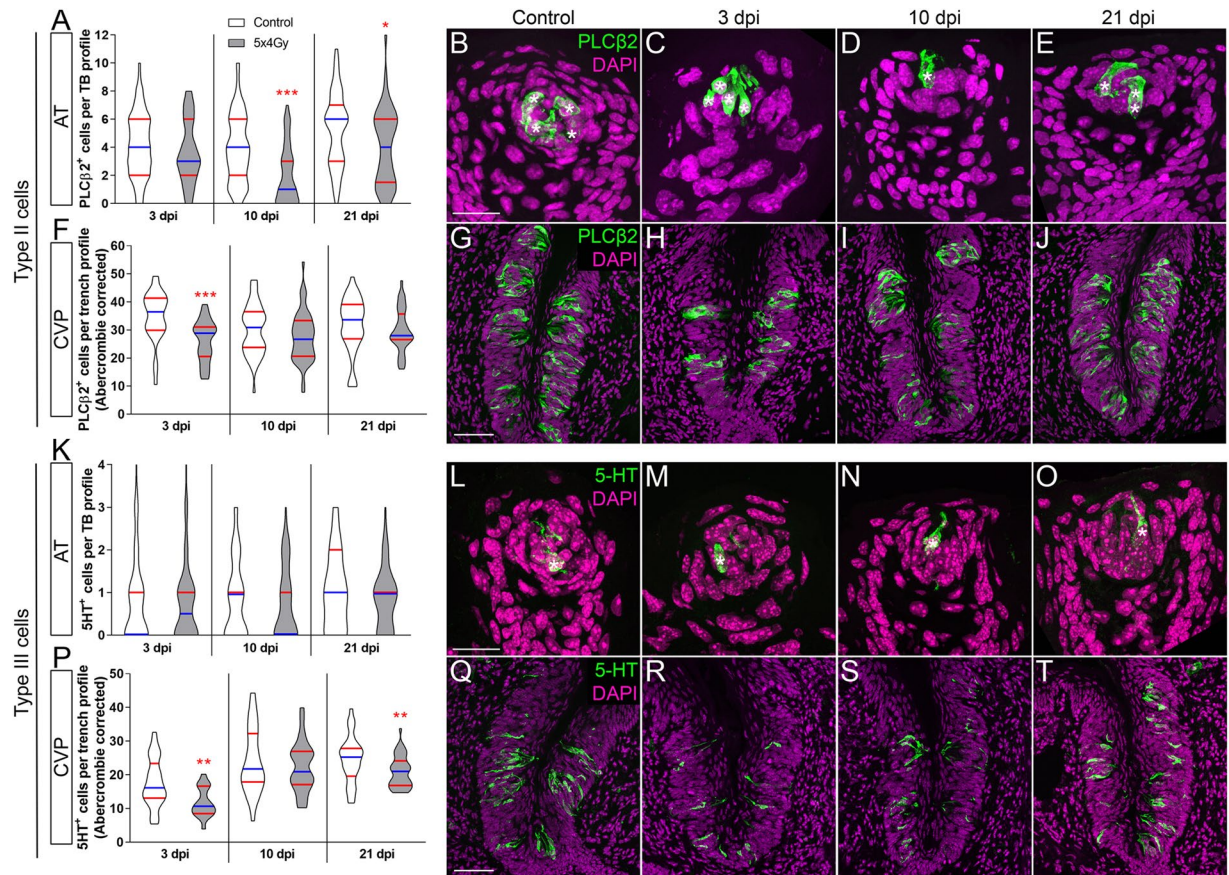 Control
3 dpi
10 dpi
21 dpi
Type II cells
A
AT
PLCβ2⁺ cells per TB profile
12
10
8
6
4
2
0
Control
5x4Gy
***
*
3 dpi
10 dpi
21 dpi
B
PLCβ2
DAPI
*
*
*
*
C
*
*
*
*
*
D
*
E
*
*
*
F
CVP
PLCβ2⁺ cells per trench profile
(Abercrombie corrected)
60
50
40
30
20
10
0
***
3 dpi
10 dpi
21 dpi
G
PLCβ2
DAPI
H
I
J
Type III cells
K
AT
5HT⁺ cells per TB profile
4
3
2
1
0
3 dpi
10 dpi
21 dpi
L
5-HT
DAPI
*
M
*
N
*
O
*
P
CVP
5HT⁺ cells per trench profile
(Abercrombie corrected)
50
40
30
20
10
0
**
**
3 dpi
10 dpi
21 dpi
Q
5-HT
DAPI
R
S
T